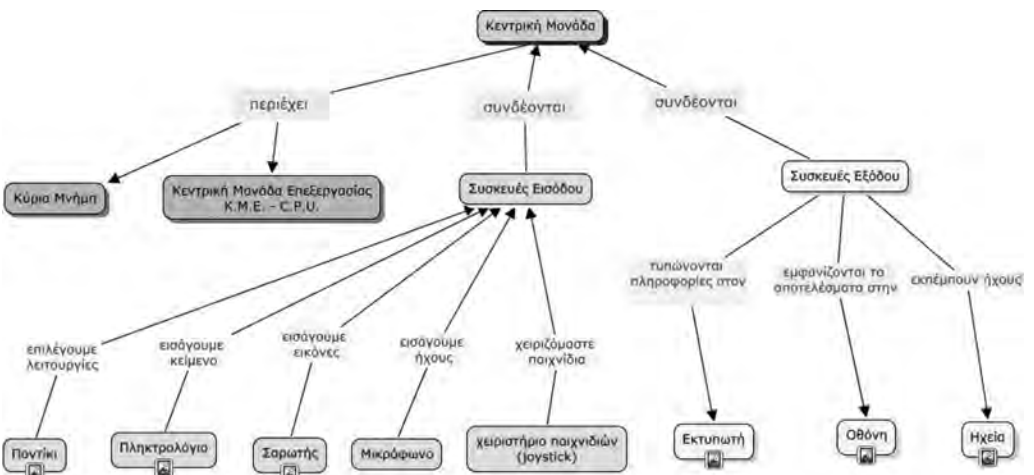 Κεντρική Μονάδα
περιέχει
συνδέονται
συνδέονται
Κύρια Μνήμη
Κεντρική Μονάδα Επεξεργασίας
Κ.Μ.Ε. - C.P.U.
Συσκευές Εισόδου
Συσκευές Εξόδου
τυπώνονται
πληροφορίες στον
εμφανίζονται τα
αποτελέσματα στην
εκπέμπουν ήχους
επιλέγουμε
λειτουργίες
εισάγουμε
κείμενο
εισάγουμε
εικόνες
εισάγουμε
ήχους
χειριζόμαστε
παιχνίδια
Ποντίκι
Πληκτρολόγιο
Σαρωτής
Μικρόφωνο
χειριστήριο παιχνιδιών
(joystick)
Εκτυπωτή
Οθόνη
Ηχεία